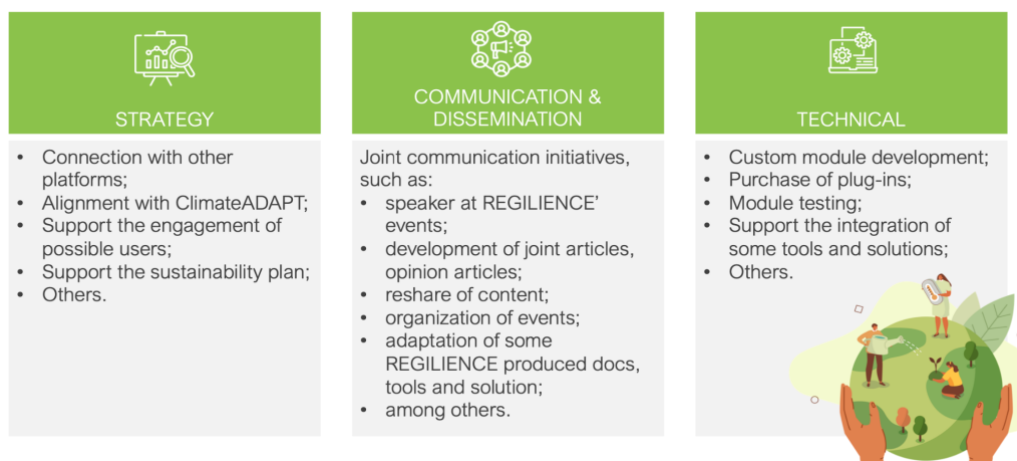 STRATEGY
• Connection with other
platforms;
• Alignment with ClimateADAPT;
• Support the engagement of
possible users;
• Support the sustainability plan;
• Others.
COMMUNICATION &
DISSEMINATION
Joint communication initiatives,
such as:
• speaker at REGILIENCE’
events;
• development of joint articles,
opinion articles;
• reshare of content;
• organization of events;
• adaptation of some
REGILIENCE produced docs,
tools and solution;
• among others.
TECHNICAL
• Custom module development;
• Purchase of plug-ins;
• Module testing;
• Support the integration of
some tools and solutions;
• Others.